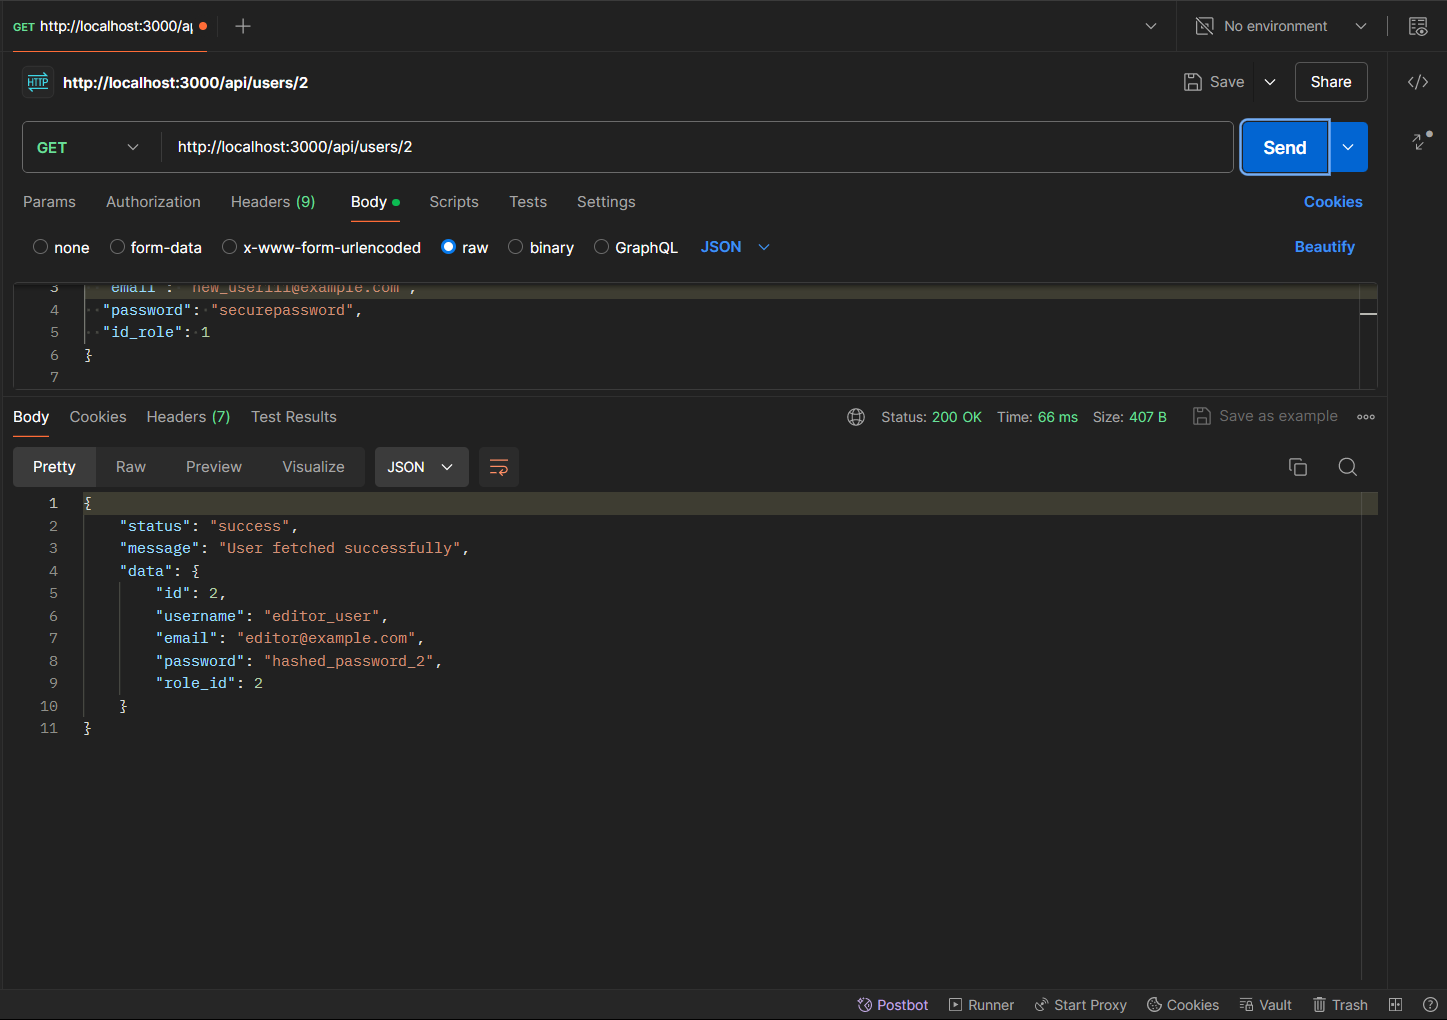 GET http://localhost:3000/ap
No environment
HTTP http://localhost:3000/api/users/2
Save
Share
GET http://localhost:3000/api/users/2
Send
Params Authorization Headers (9) Body Scripts Tests Settings Cookies
none form-data x-www-form-urlencoded raw binary GraphQL JSON Beautify
3 "email": "new_userlll@example.com",
4 "password": "securepassword",
5 "id_role": 1
6 }
7
Body Cookies Headers (7) Test Results Status: 200 OK Time: 66 ms Size: 407 B Save as example
Pretty Raw Preview Visualize JSON
1 {
2 "status": "success",
3 "message": "User fetched successfully",
4 "data": {
5 "id": 2,
6 "username": "editor_user",
7 "email": "editor@example.com",
8 "password": "hashed_password_2",
9 "role_id": 2
10 }
11 }
Postbot Runner Start Proxy Cookies Vault Trash